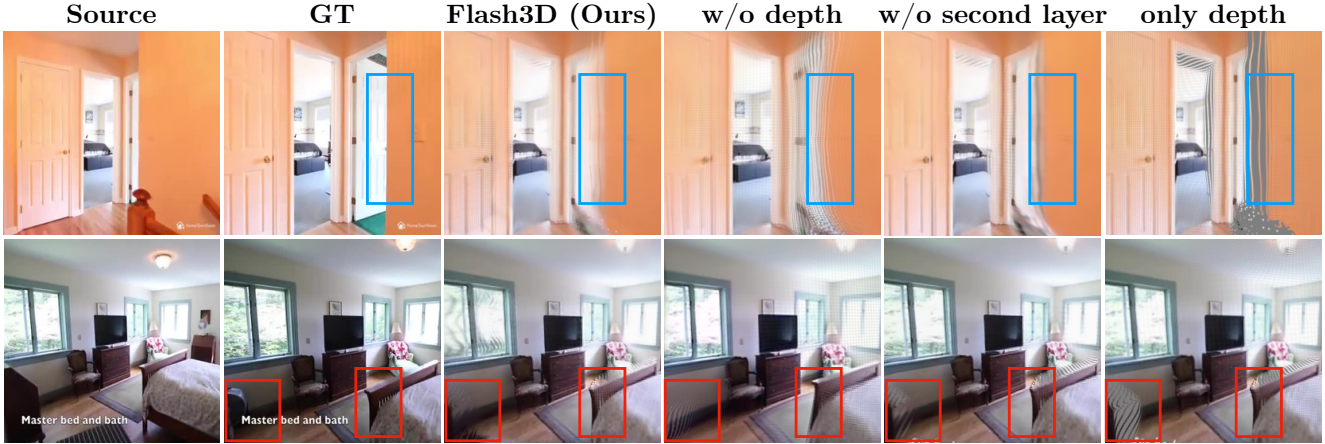 Source GT Flash3D (Ours) w/o depth w/o second layer only depth
Master bed and bath Master bed and bath